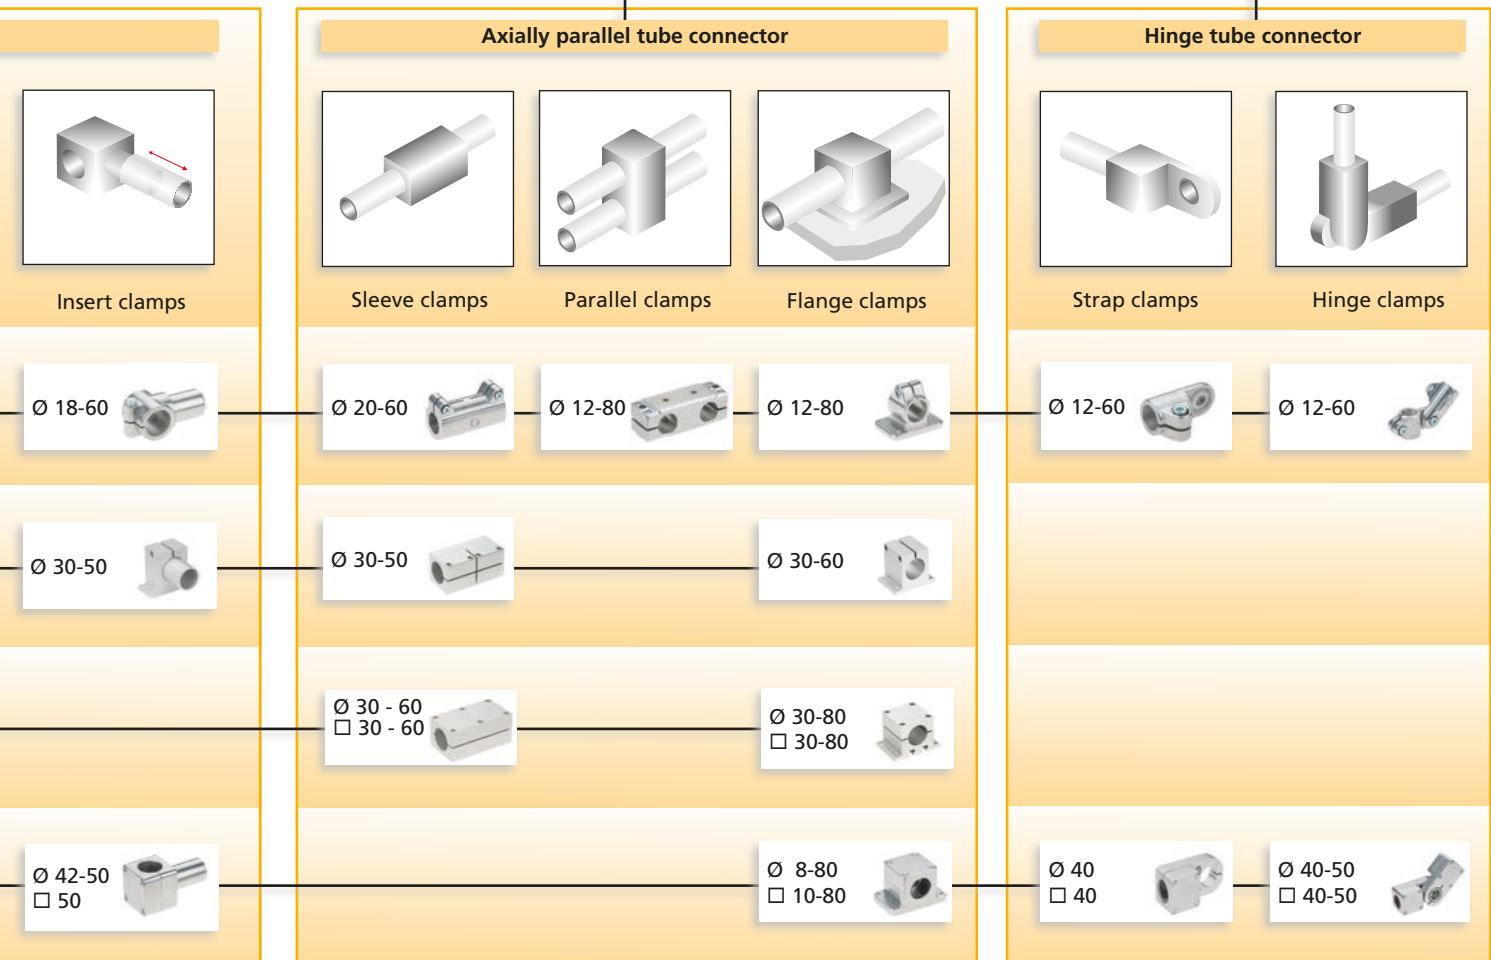 Axially parallel tube connector
Hinge tube connector
Insert clamps
Sleeve clamps
Parallel clamps
Flange clamps
Strap clamps
Hinge clamps
Ø 18-60
Ø 20-60
Ø 12-80
Ø 12-80
Ø 12-60
Ø 12-60
Ø 30-50
Ø 30-50
Ø 30-60
Ø 30 - 60
□ 30 - 60
Ø 30-80
□ 30-80
Ø 42-50
□ 50
Ø 8-80
□ 10-80
Ø 40
□ 40
Ø 40-50
□ 40-50